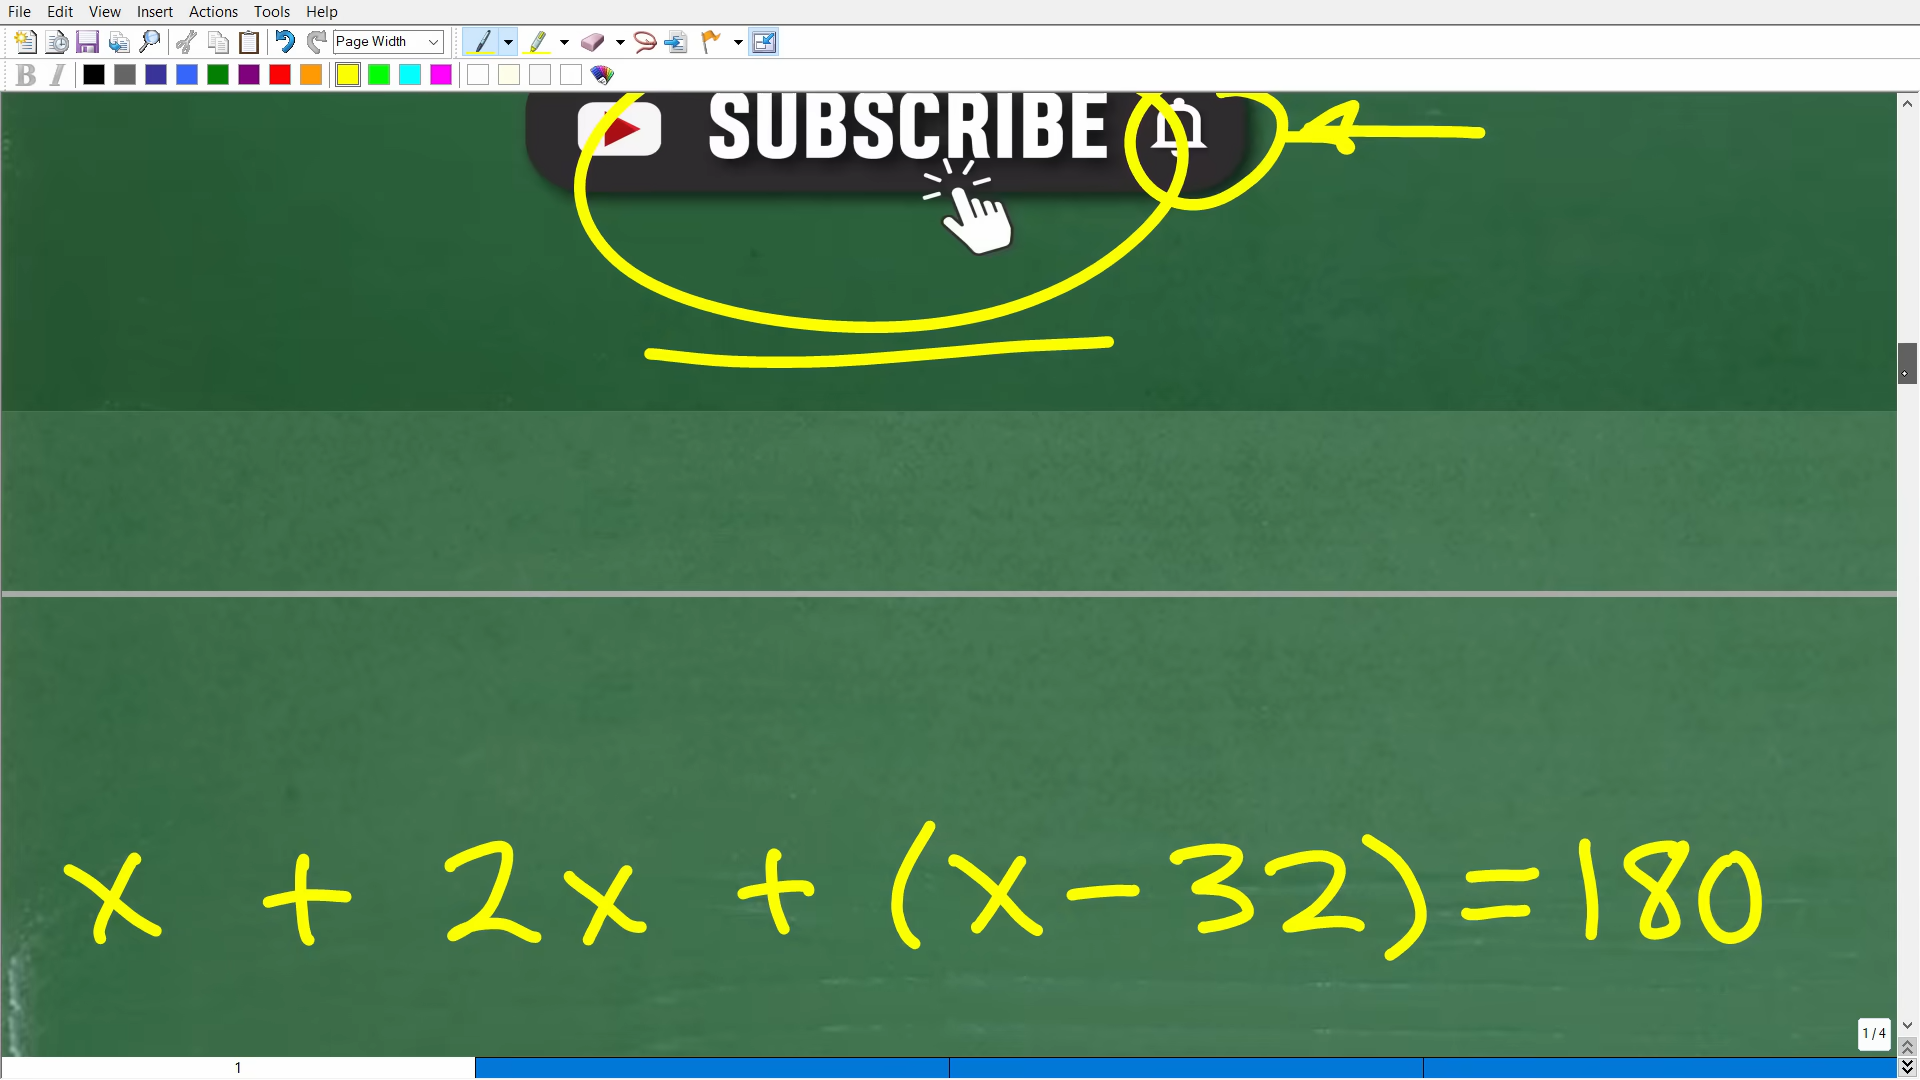 File Edit View Insert Actions Tools Help
Page Width
B I
SUBSCRIBE
x + 2x + (x-32) = 180
1 / 4
1